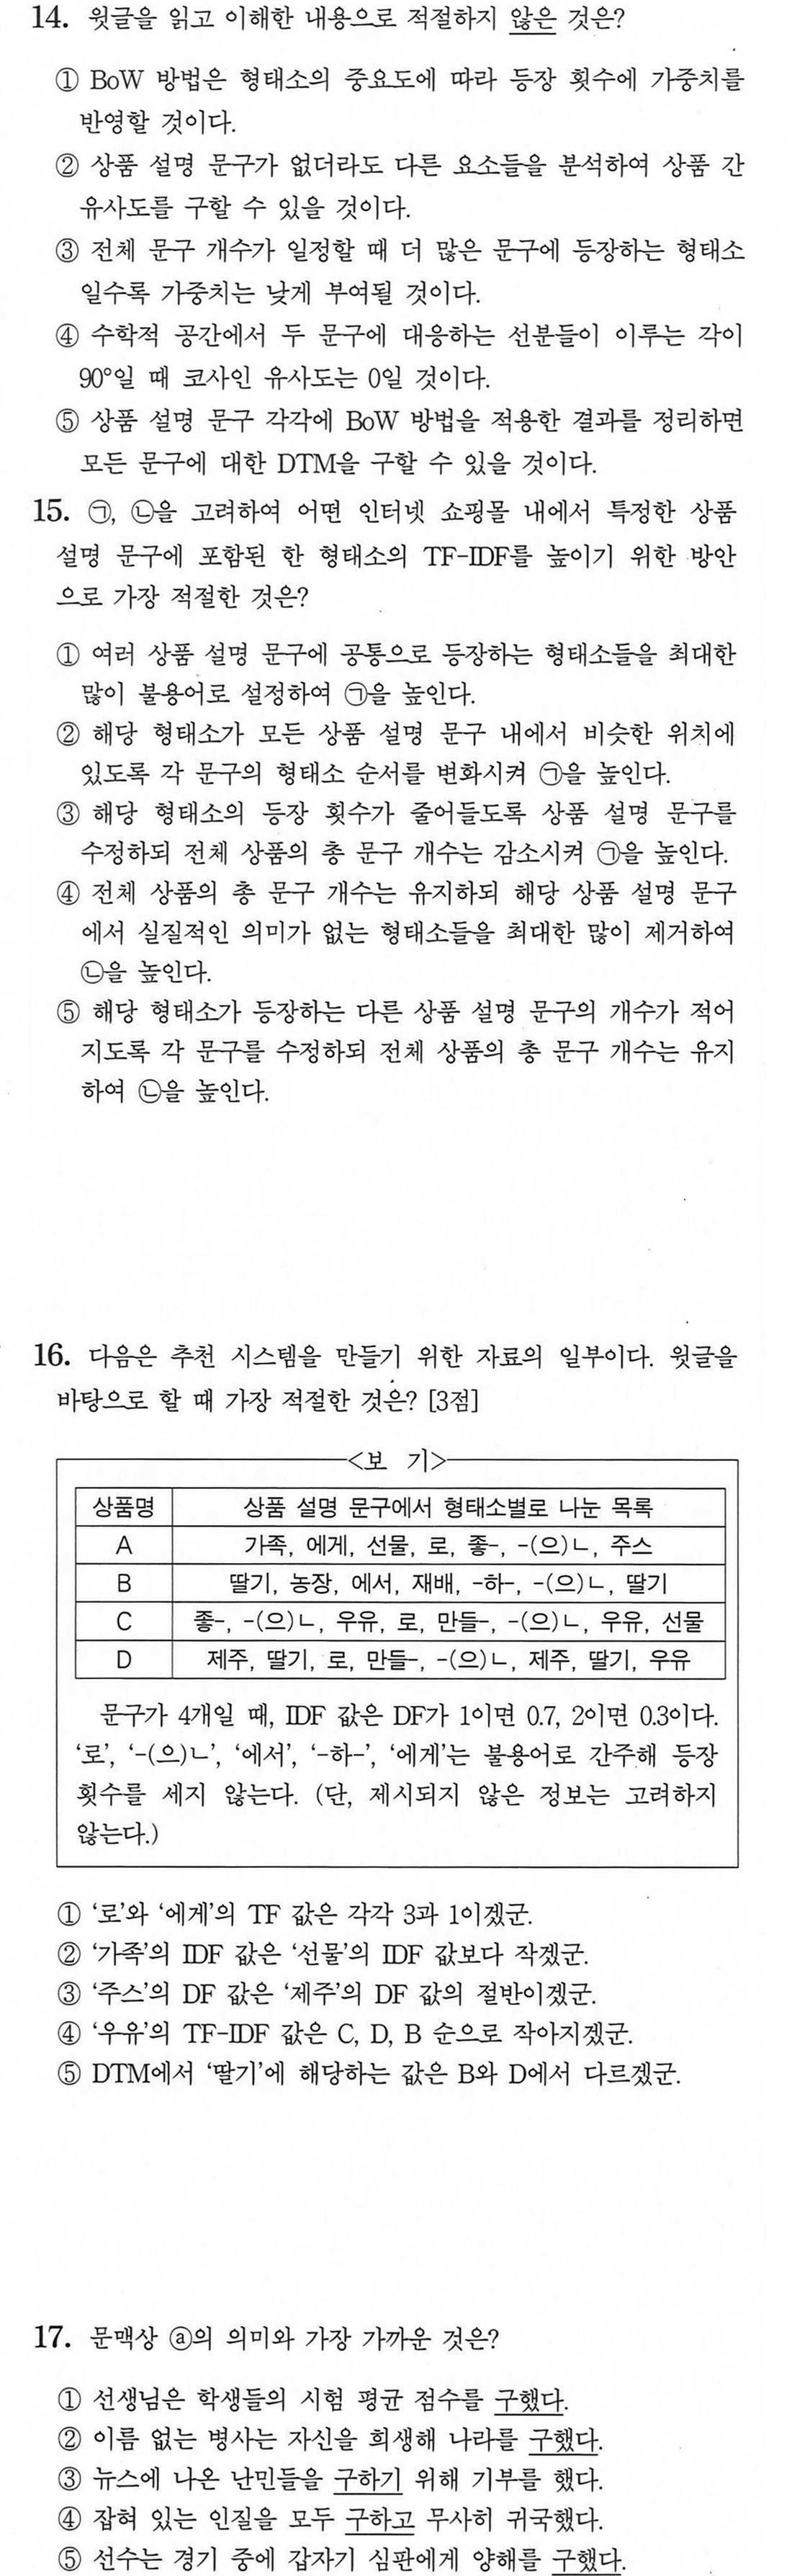 14. 윗글을 읽고 이해한 내용으로 적절하지 않은 것은?
① BoW 방법은 형태소의 중요도에 따라 등장 횟수에 가중치를
반영할 것이다.
② 상품 설명 문구가 없더라도 다른 요소들을 분석하여 상품 간
유사도를 구할 수 있을 것이다.
③ 전체 문구 개수가 일정할 때 더 많은 문구에 등장하는 형태소
일수록 가중치는 낮게 부여될 것이다.
④ 수학적 공간에서 두 문구에 대응하는 선분들이 이루는 각이
90°일 때 코사인 유사도는 0일 것이다.
⑤ 상품 설명 문구 각각에 BoW 방법을 적용한 결과를 정리하면
모든 문구에 대한 DTM을 구할 수 있을 것이다.
15. ㉠, ㉡을 고려하여 어떤 인터넷 쇼핑몰 내에서 특정한 상품
설명 문구에 포함된 한 형태소의 TF-IDF를 높이기 위한 방안
으로 가장 적절한 것은?
① 여러 상품 설명 문구에 공통으로 등장하는 형태소들을 최대한
많이 불용어로 설정하여 ㉠을 높인다.
② 해당 형태소가 모든 상품 설명 문구 내에서 비슷한 위치에
있도록 각 문구의 형태소 순서를 변화시켜 ㉠을 높인다.
③ 해당 형태소의 등장 횟수가 줄어들도록 상품 설명 문구를
수정하되 전체 상품의 총 문구 개수는 감소시켜 ㉠을 높인다.
④ 전체 상품의 총 문구 개수는 유지하되 해당 상품 설명 문구
에서 실질적인 의미가 없는 형태소들을 최대한 많이 제거하여
㉡을 높인다.
⑤ 해당 형태소가 등장하는 다른 상품 설명 문구의 개수가 적어
지도록 각 문구를 수정하되 전체 상품의 총 문구 개수는 유지
하여 ㉡을 높인다.
16. 다음은 추천 시스템을 만들기 위한 자료의 일부이다. 윗글을
바탕으로 할 때 가장 적절한 것은? [3점]
<보 기>
상품명 상품 설명 문구에서 형태소별로 나눈 목록
A 가족, 에게, 선물, 로, 좋-, -(으)ㄴ, 주스
B 딸기, 농장, 에서, 재배, -하-, -(으)ㄴ, 딸기
C 좋-, -(으)ㄴ, 우유, 로, 만들-, -(으)ㄴ, 우유, 선물
D 제주, 딸기, 로, 만들-, -(으)ㄴ, 제주, 딸기, 우유
문구가 4개일 때, IDF 값은 DF가 1이면 0.7, 2이면 0.3이다.
‘로’, ‘-(으)ㄴ’, ‘에서’, ‘-하-’, ‘에게’는 불용어로 간주해 등장
횟수를 세지 않는다. (단, 제시되지 않은 정보는 고려하지
않는다.)
① ‘로’와 ‘에게’의 TF 값은 각각 3과 1이겠군.
② ‘가족’의 IDF 값은 ‘선물’의 IDF 값보다 작겠군.
③ ‘주스’의 DF 값은 ‘제주’의 DF 값의 절반이겠군.
④ ‘우유’의 TF-IDF 값은 C, D, B 순으로 작아지겠군.
⑤ DTM에서 ‘딸기’에 해당하는 값은 B와 D에서 다르겠군.
17. 문맥상 ⓐ의 의미와 가장 가까운 것은?
① 선생님은 학생들의 시험 평균 점수를 구했다.
② 이름 없는 병사는 자신을 희생해 나라를 구했다.
③ 뉴스에 나온 난민들을 구하기 위해 기부를 했다.
④ 잡혀 있는 인질을 모두 구하고 무사히 귀국했다.
⑤ 선수는 경기 중에 갑자기 심판에게 양해를 구했다.